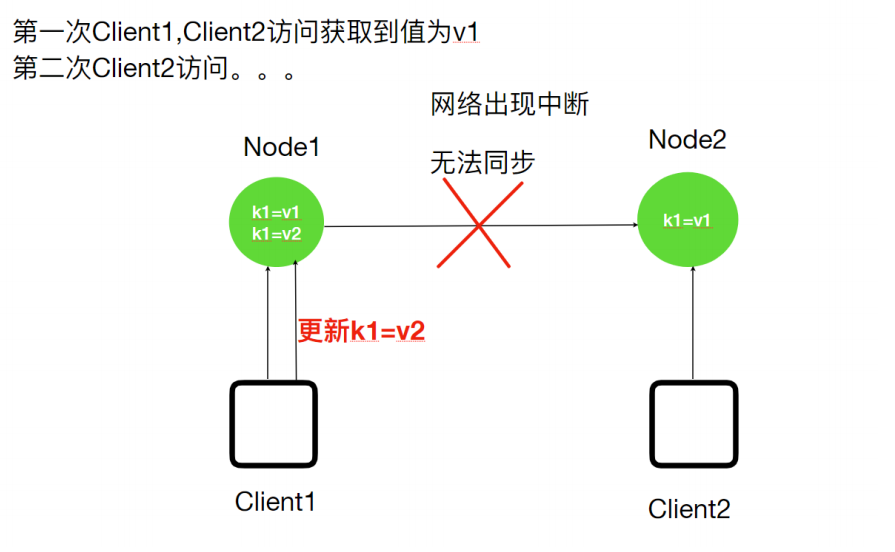 第一次Client1,Client2访问获取到值为v1
第二次Client2访问。。。
网络出现中断
无法同步
Node1
Node2
k1=v1
k1=v2
k1=v1
更新k1=v2
Client1
Client2